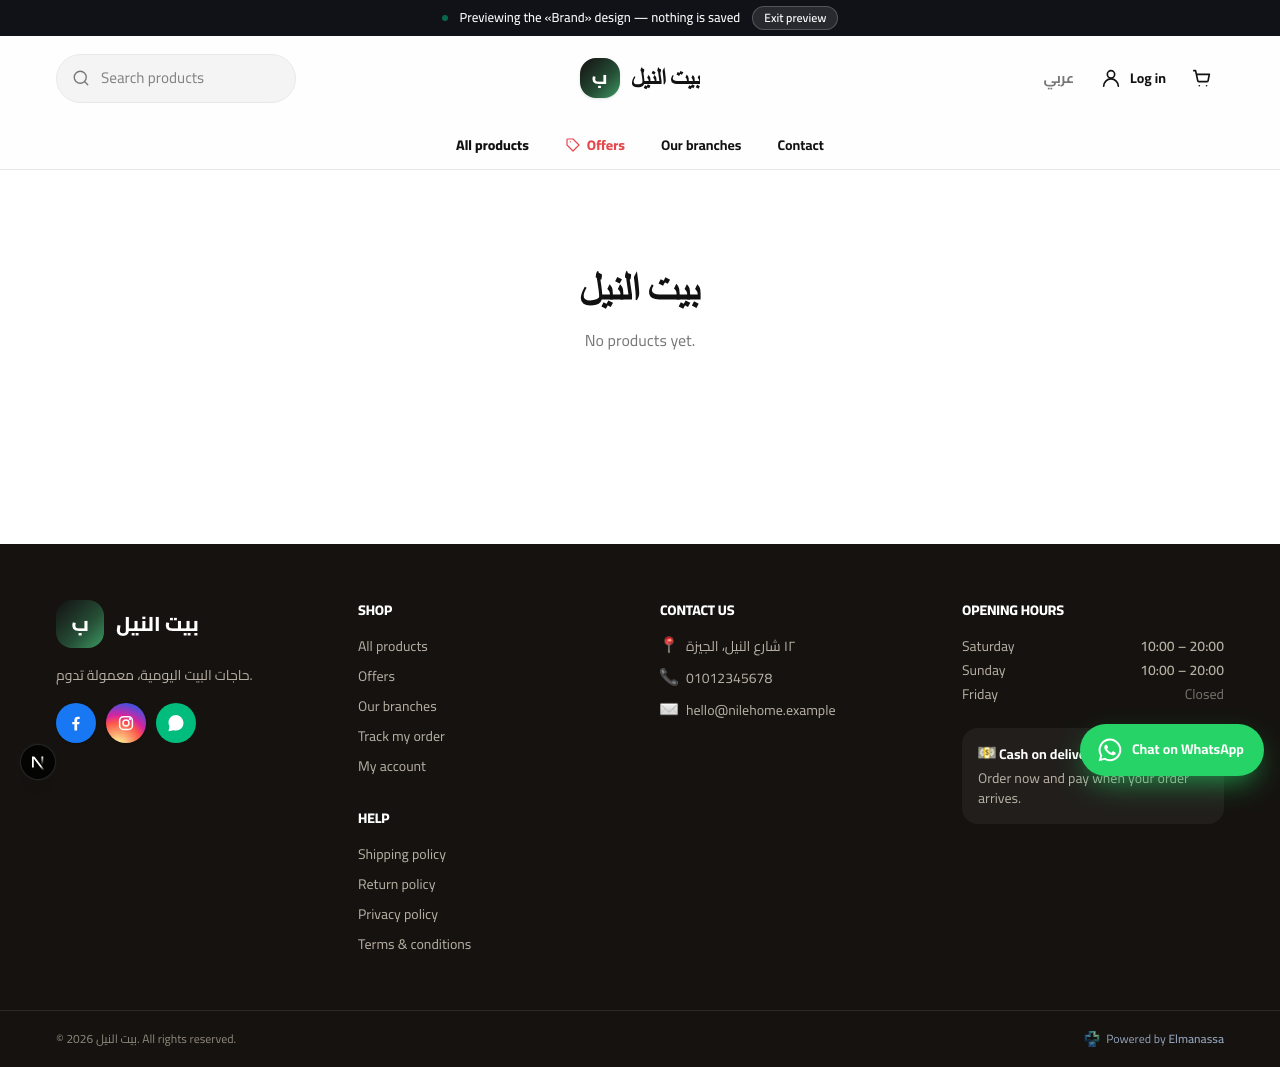 Previewing the «Brand» design — nothing is saved
Exit preview
Search products
ب بيت النيل
عربي
Log in
All products
Offers
Our branches
Contact
بيت النيل
No products yet.
ب بيت النيل
حاجات البيت اليومية، معمولة تدوم.
N
SHOP
All products
Offers
Our branches
Track my order
My account
HELP
Shipping policy
Return policy
Privacy policy
Terms & conditions
CONTACT US
١٢ شارع النيل، الجيزة
01012345678
hello@nilehome.example
OPENING HOURS
Saturday 10:00 – 20:00
Sunday 10:00 – 20:00
Friday Closed
Cash on
Chat on WhatsApp
Order now and pay when your order
arrives.
© 2026 بيت النيل. All rights reserved.
Powered by Elmanassa